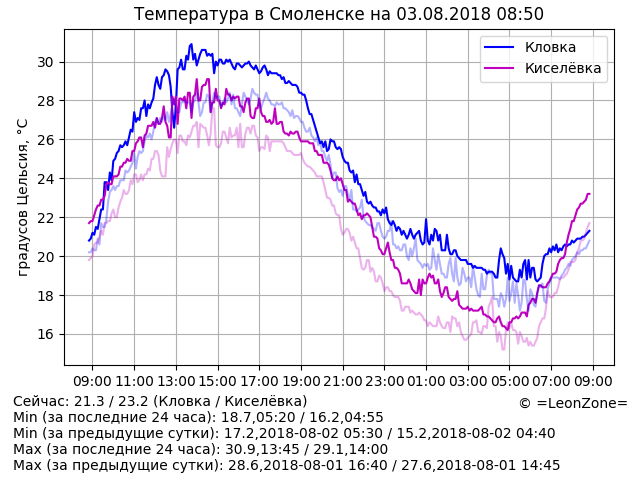 Температура в Смоленске на 03.08.2018 08:50
Кловка
Киселёвка
градусов Цельсия, °C
30
28
26
24
22
20
18
16
09:00 11:00 13:00 15:00 17:00 19:00 21:00 23:00 01:00 03:00 05:00 07:00 09:00
Сейчас: 21.3 / 23.2 (Кловка / Киселёвка)
© =LeonZone=
Min (за последние 24 часа): 18.7,05:20 / 16.2,04:55
Min (за предыдущие сутки): 17.2,2018-08-02 05:30 / 15.2,2018-08-02 04:40
Max (за последние 24 часа): 30.9,13:45 / 29.1,14:00
Max (за предыдущие сутки): 28.6,2018-08-01 16:40 / 27.6,2018-08-01 14:45